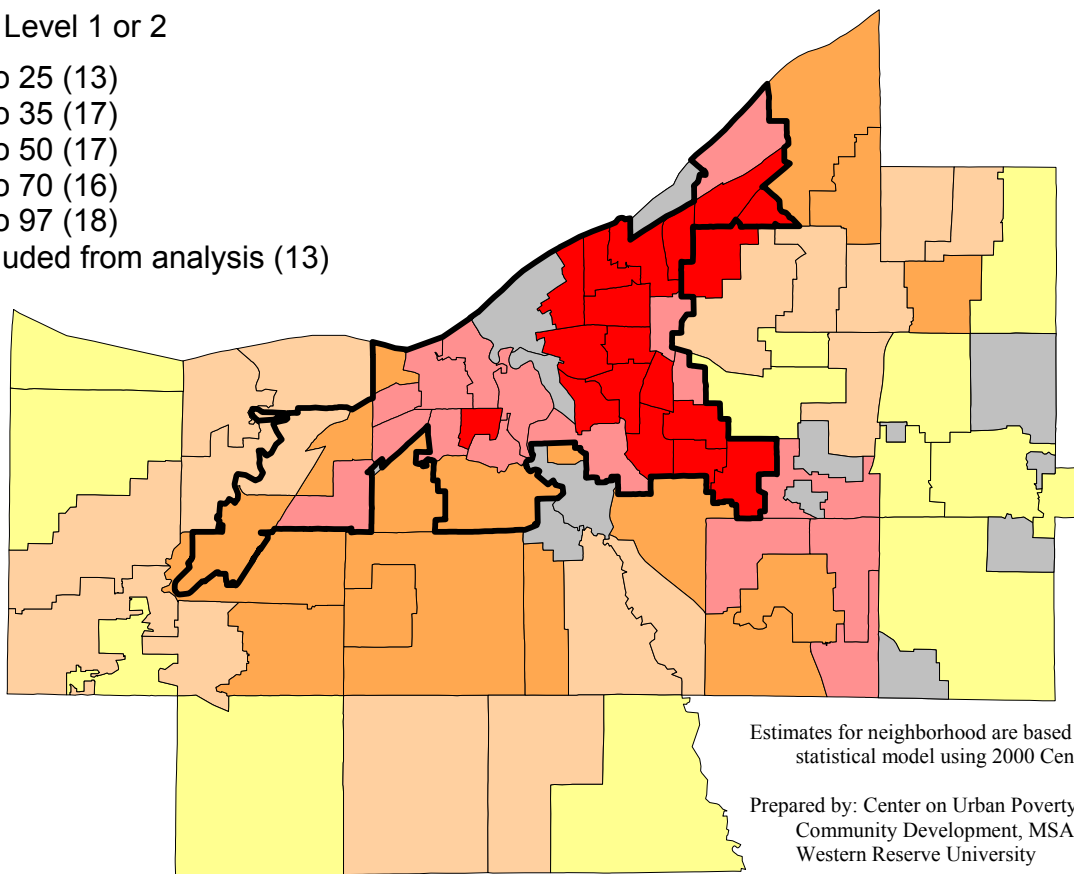 Level 1 or 2
o 25 (13)
o 35 (17)
o 50 (17)
o 70 (16)
o 97 (18)
uded from analysis (13)
Estimates for neighborhood are based
statistical model using 2000 Cen
Prepared by: Center on Urban Poverty
Community Development, MSA
Western Reserve University